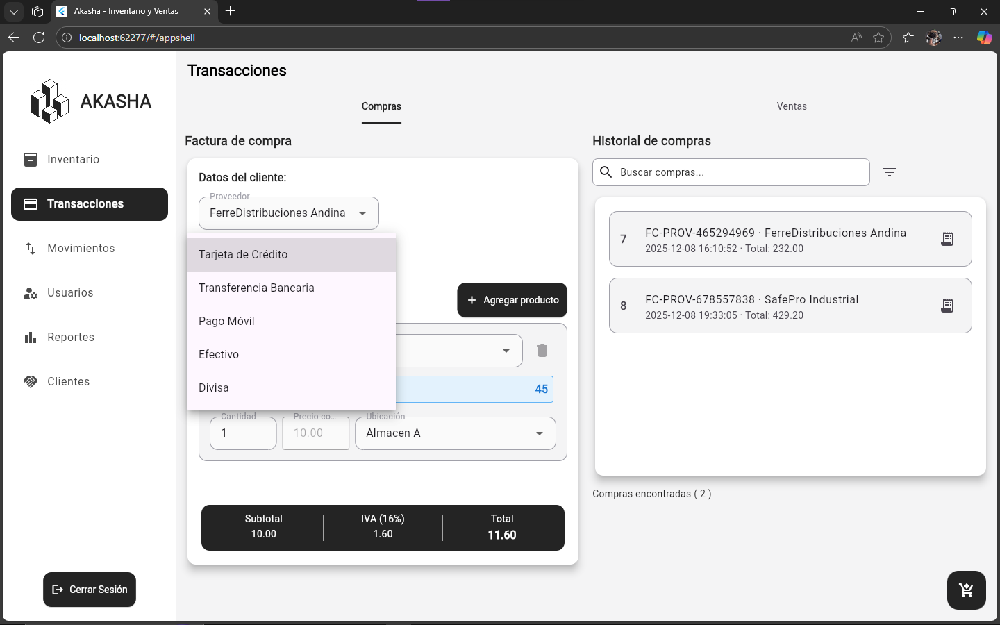 Akasha - Inventario y Ventas
localhost:62277/#/appshell
AKASHA
Inventario
Transacciones
Movimientos
Usuarios
Reportes
Clientes
Cerrar Sesión
Transacciones
Compras
Ventas
Factura de compra
Datos del cliente:
Proveedor
FerreDistribuciones Andina
Tarjeta de Crédito
Transferencia Bancaria
Pago Móvil
Efectivo
Divisa
Agregar producto
45
Cantidad
1
Precio co...
10.00
Ubicación
Almacen A
Subtotal
10.00
IVA (16%)
1.60
Total
11.60
Historial de compras
Buscar compras...
7
FC-PROV-465294969 · FerreDistribuciones Andina
2025-12-08 16:10:52 · Total: 232.00
8
FC-PROV-678557838 · SafePro Industrial
2025-12-08 19:33:05 · Total: 429.20
Compras encontradas ( 2 )